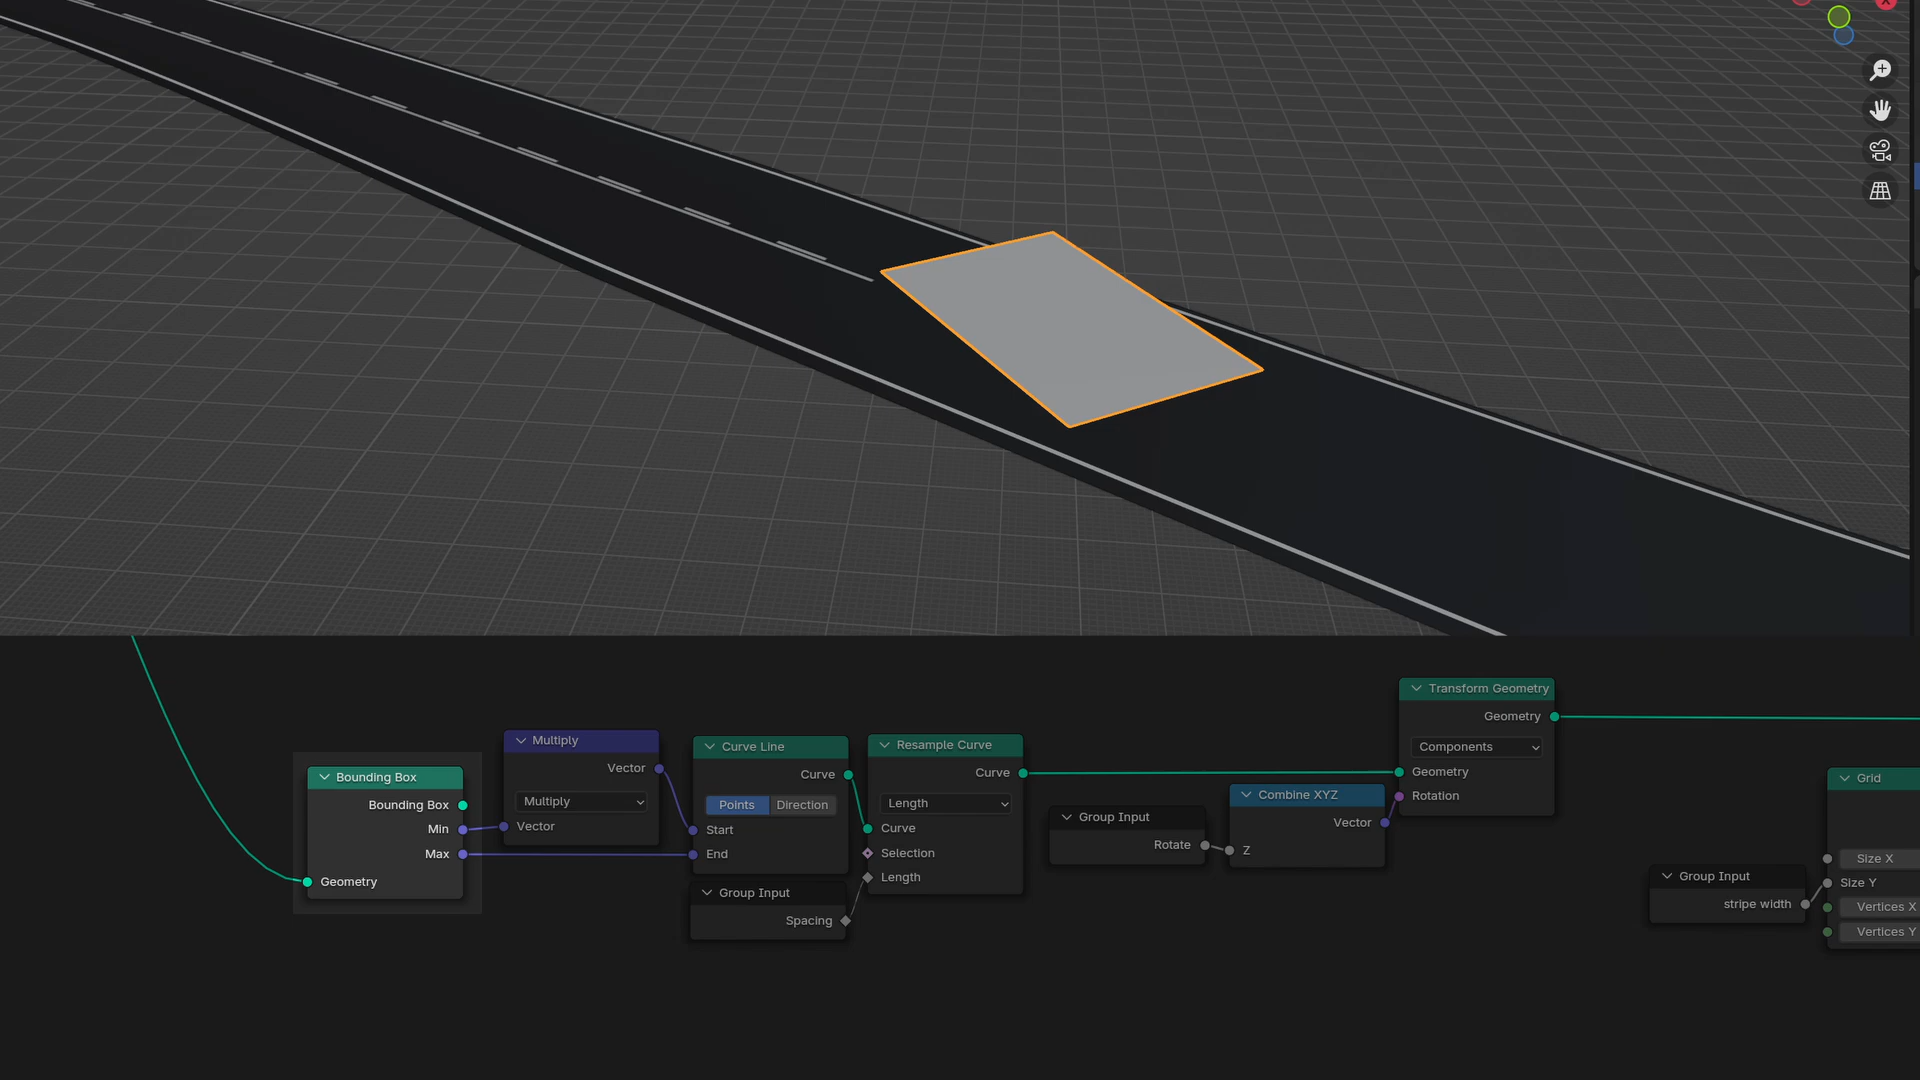 X
Transform Geometry
Geometry
Components
Geometry
Rotation
Multiply
Vector
Multiply
Vector
Curve Line
Curve
Points Direction
Start
End
Resample Curve
Curve
Length
Curve
Selection
Length
Bounding Box
Bounding Box
Min
Max
Geometry
Group Input
Spacing
Group Input
Rotate
Combine XYZ
Vector
Z
Group Input
stripe width
Grid
Size X
Size Y
Vertices X
Vertices Y